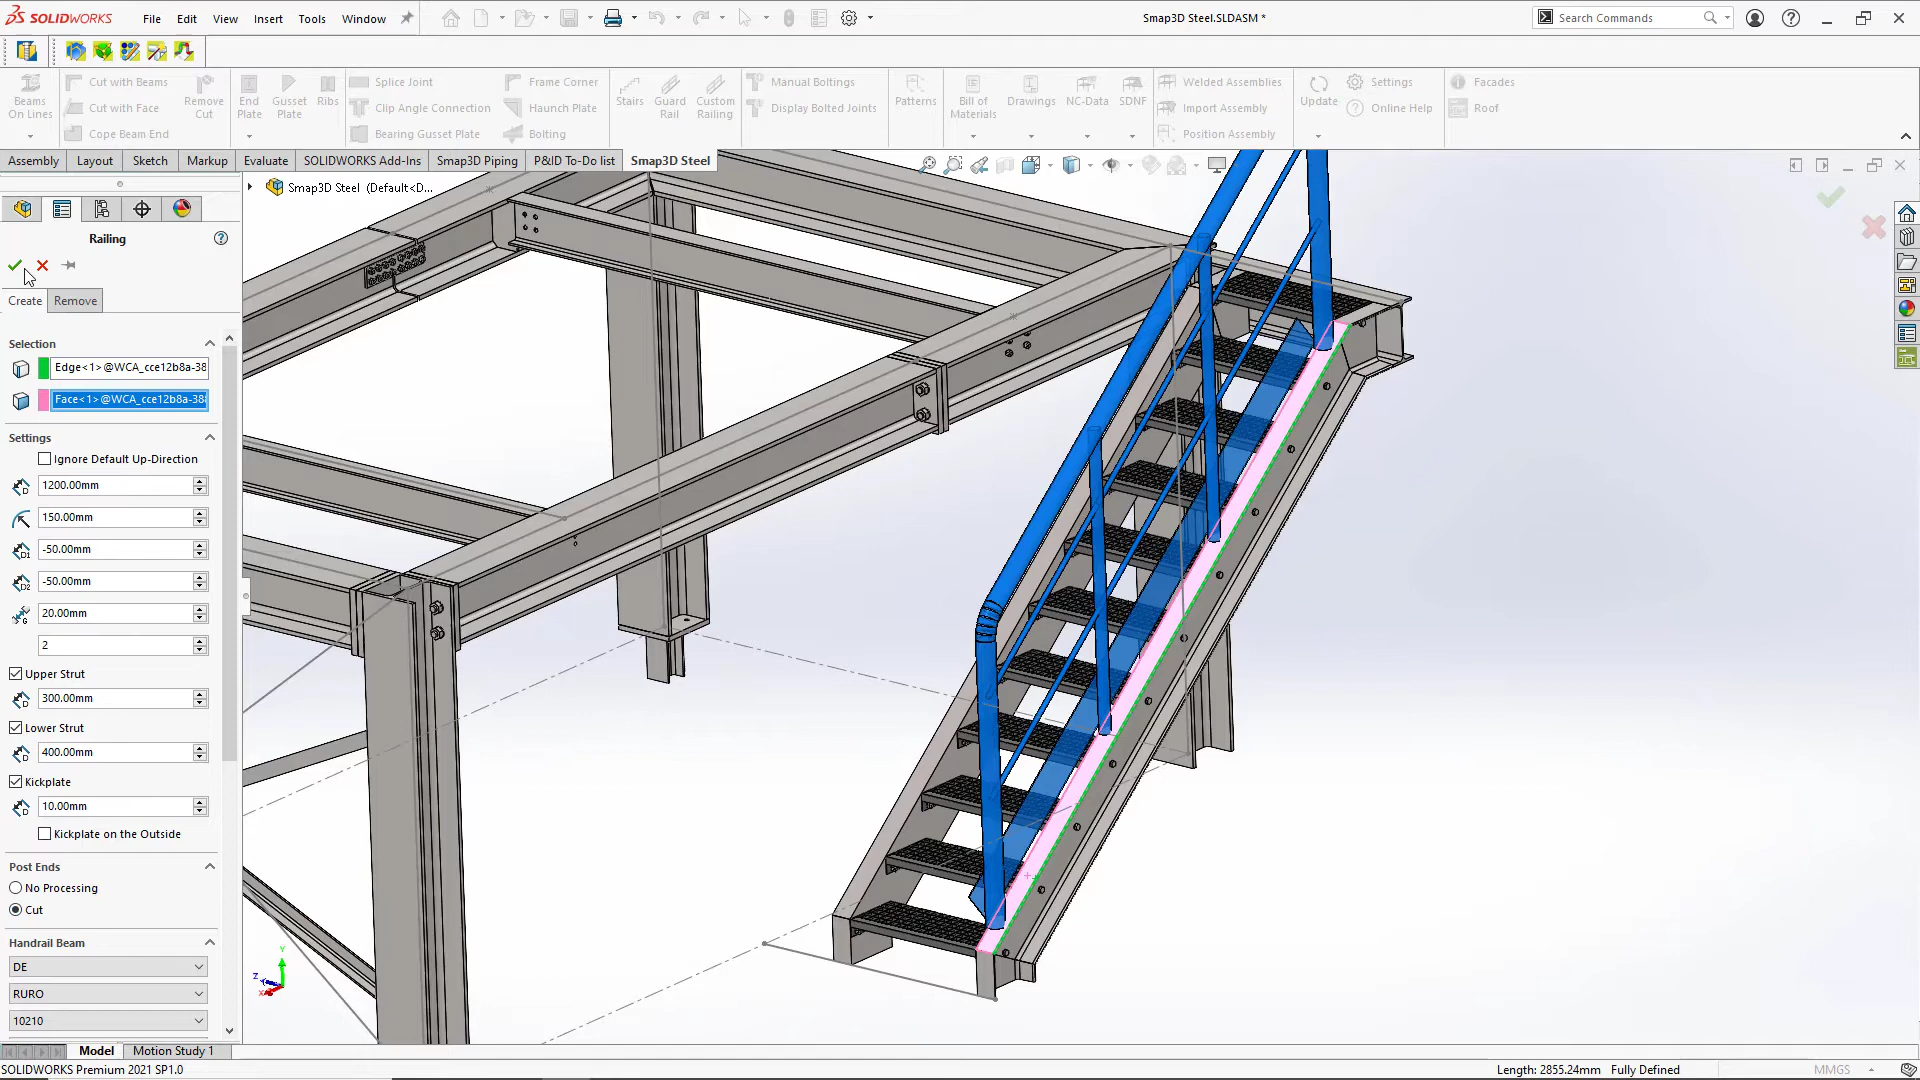 SOLIDWORKS
File Edit View Insert Tools Window
Smap3D Steel.SLDASM *
Search Commands
Beams On Lines
Cut with Beams
Cut with Face
Cope Beam End
Remove Cut
End Plate
Gusset Plate
Ribs
Splice Joint
Clip Angle Connection
Bearing Gusset Plate
Frame Corner
Haunch Plate
Bolting
Stairs
Guard Rail
Custom Railing
Manual Boltings
Display Bolted Joints
Patterns
Bill of Materials
Drawings
NC-Data
SDNF
Welded Assemblies
Import Assembly
Position Assembly
Update
Settings
Online Help
Facades
Roof
Assembly Layout Sketch Markup Evaluate SOLIDWORKS Add-Ins Smap3D Piping P&ID To-Do list Smap3D Steel
Smap3D Steel (Default<D...
Railing
Create Remove
Selection
Edge<1>@WCA_cce12b8a-38
Face<1>@WCA_cce12b8a-38
Settings
Ignore Default Up-Direction
1200.00mm
150.00mm
-50.00mm
-50.00mm
20.00mm
2
Upper Strut
300.00mm
Lower Strut
400.00mm
Kickplate
10.00mm
Kickplate on the Outside
Post Ends
No Processing
Cut
Handrail Beam
DE
RURO
10210
Y
Z
X
Model Motion Study 1
SOLIDWORKS Premium 2021 SP1.0
Length: 2855.24mm Fully Defined MMGS